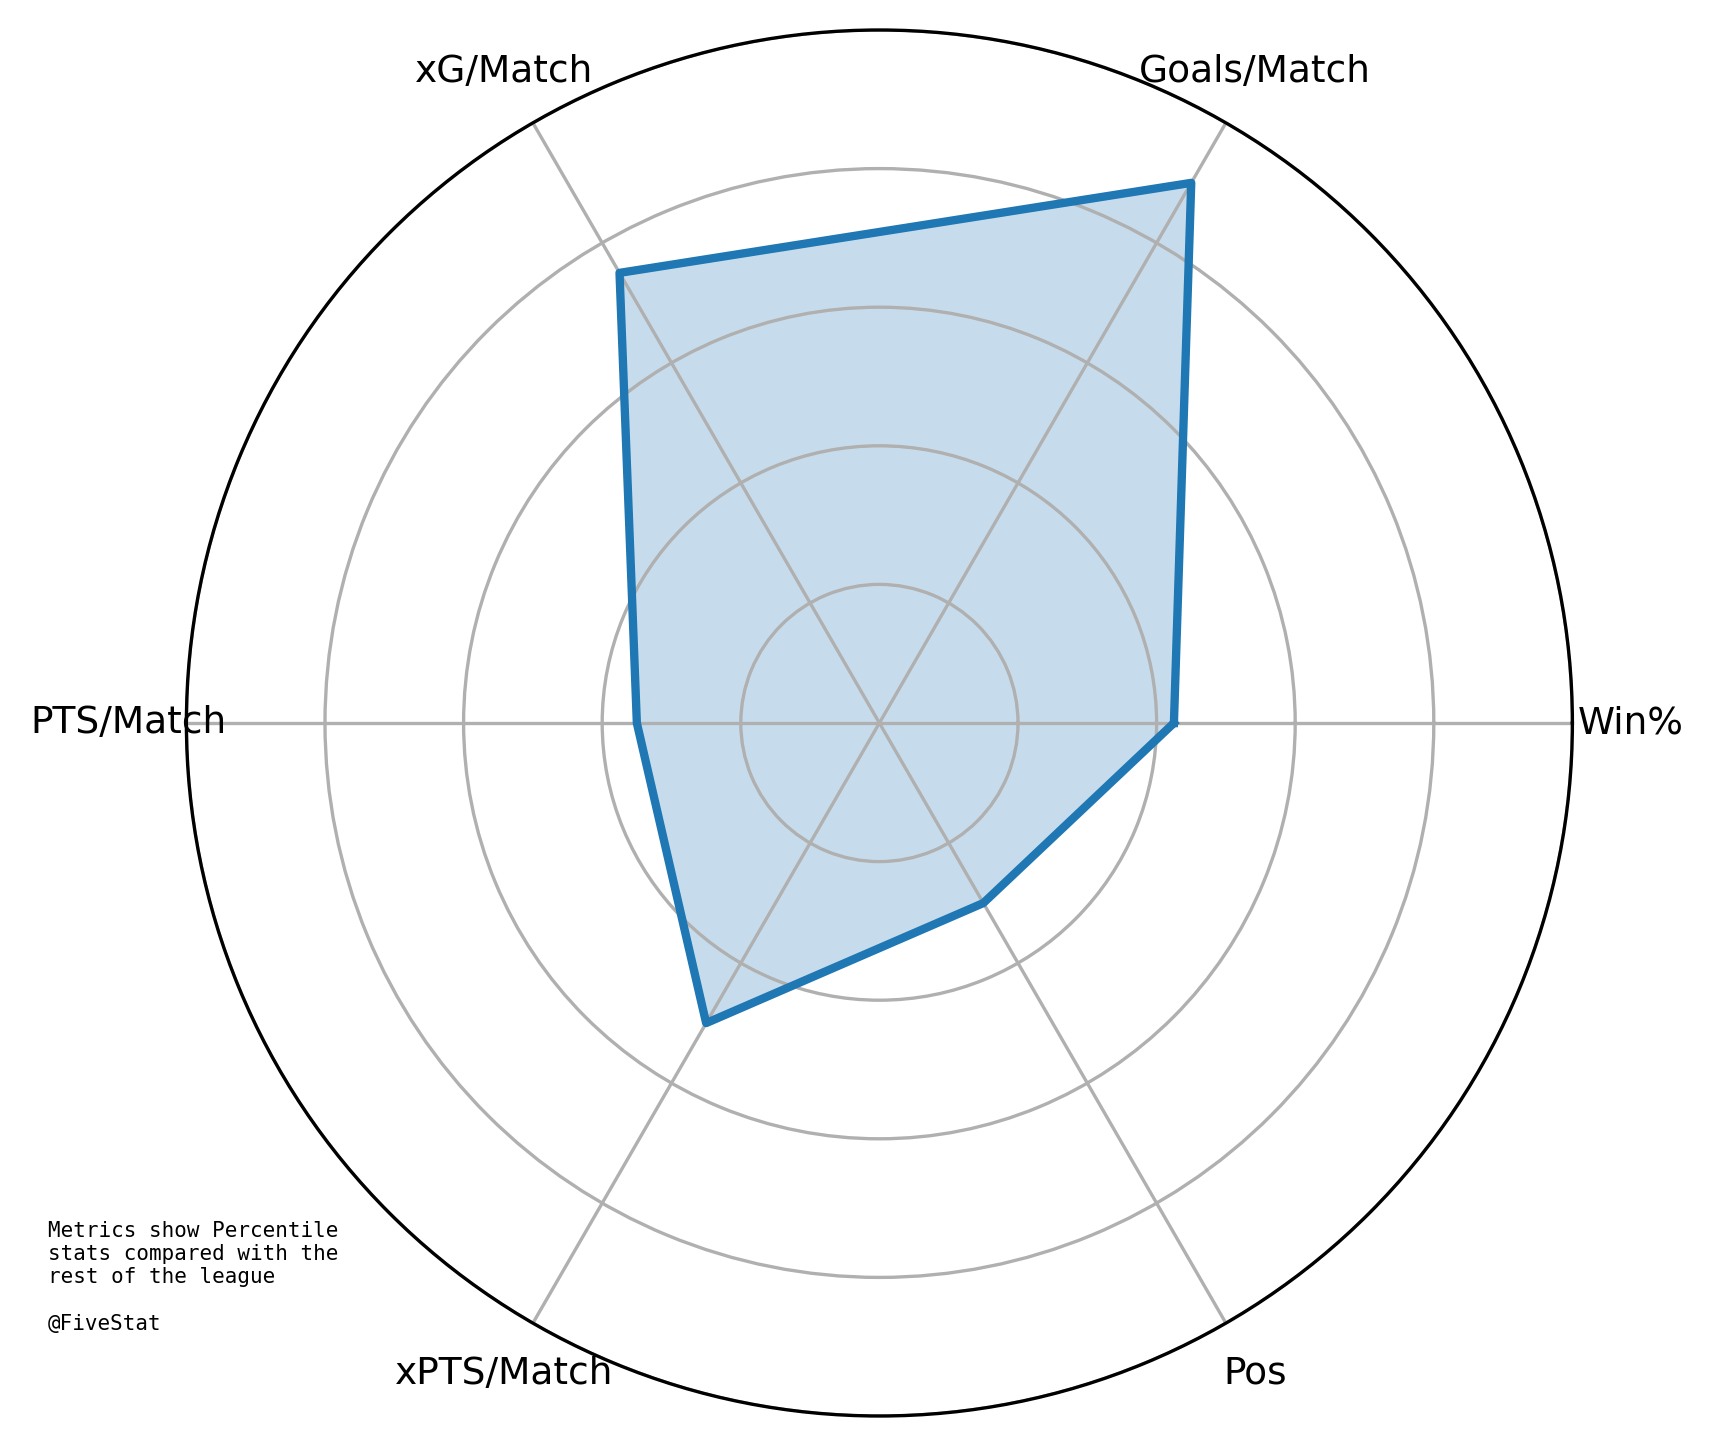 xG/Match
Goals/Match
PTS/Match
Win%
Metrics show Percentile
stats compared with the
rest of the league
@FiveStat
xPTS/Match
Pos